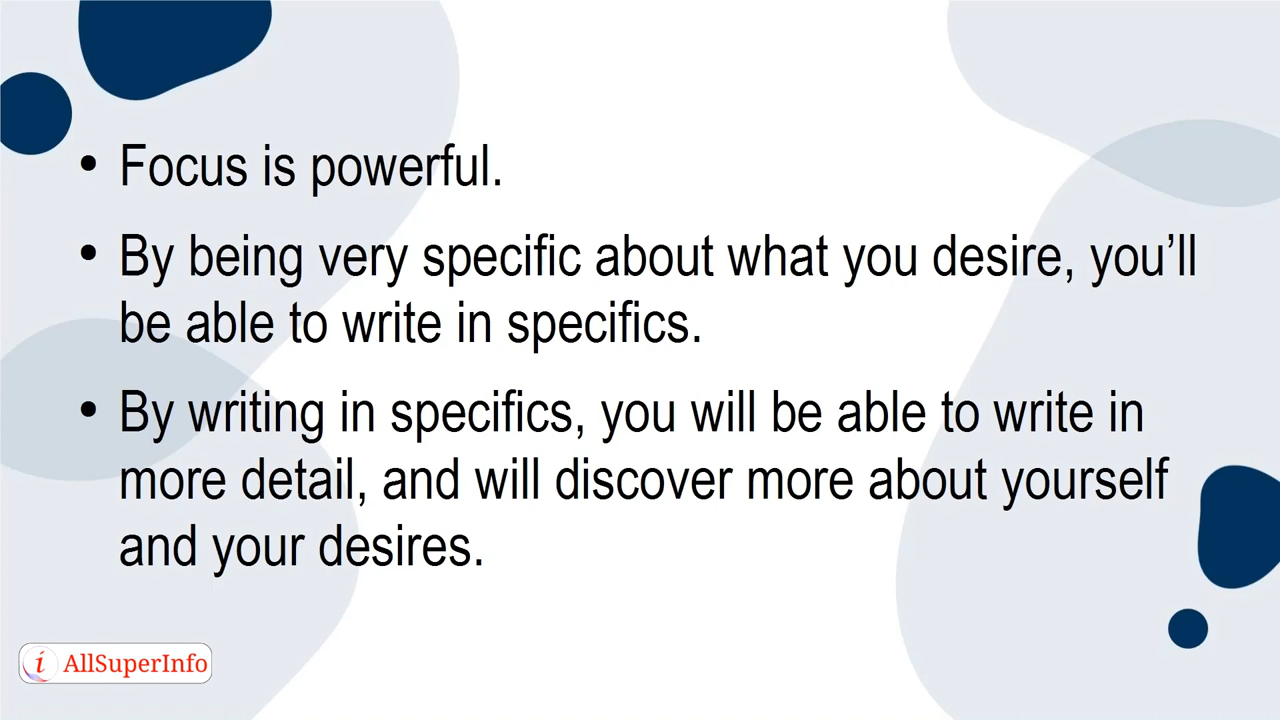 • Focus is powerful.
• By being very specific about what you desire, you’ll
be able to write in specifics.
• By writing in specifics, you will be able to write in
more detail, and will discover more about yourself
and your desires.
i AllSuperInfo